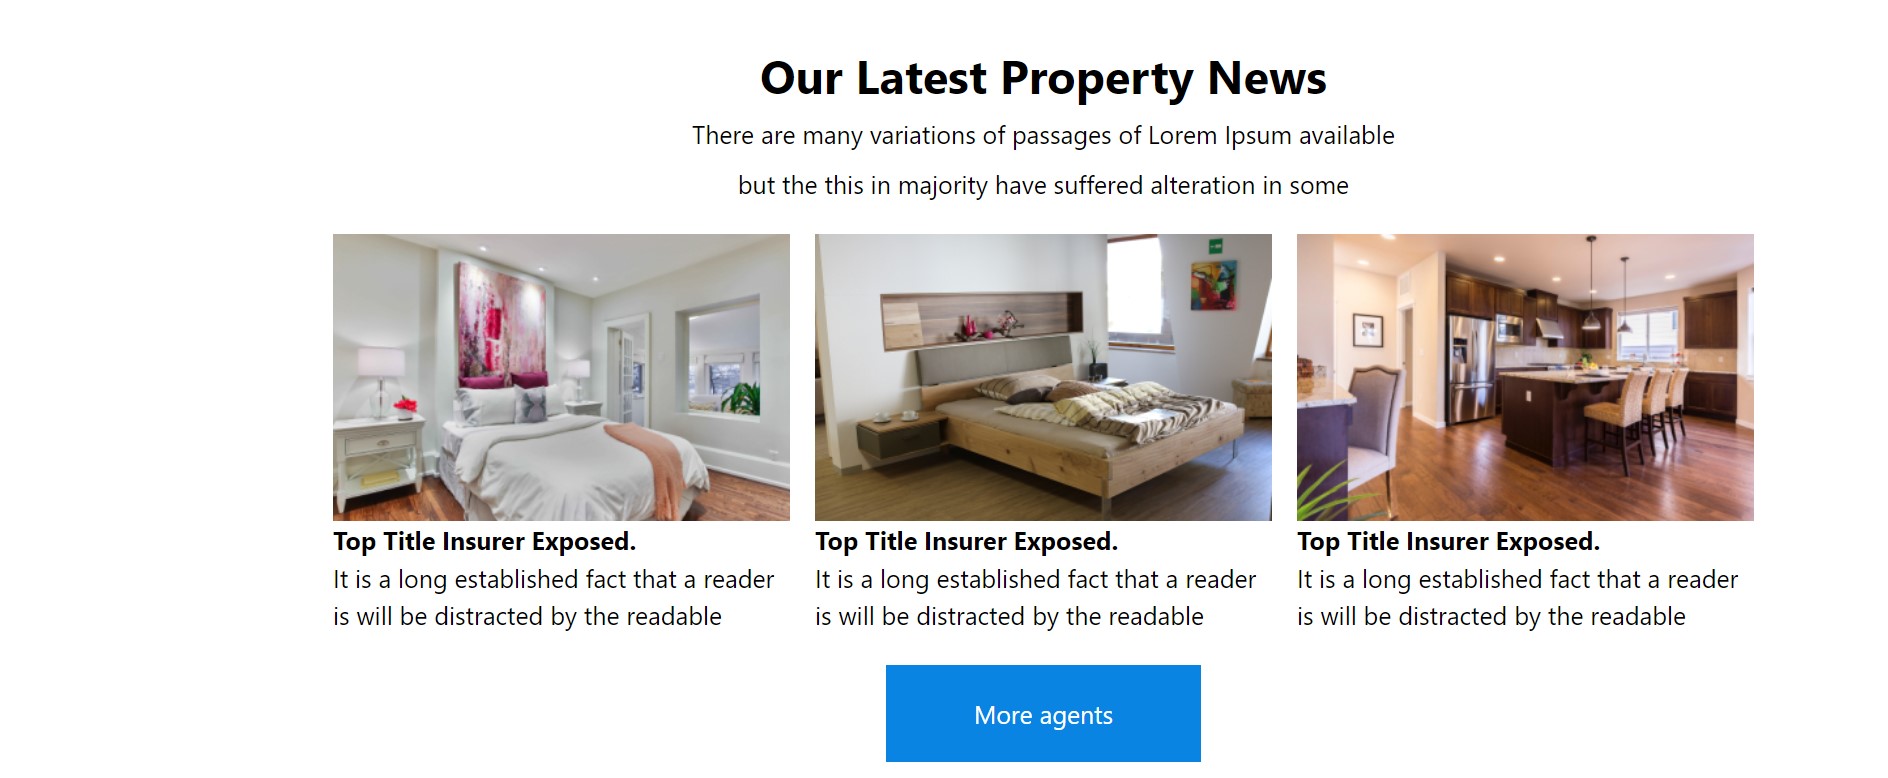 Our Latest Property News
There are many variations of passages of Lorem Ipsum available
but the this in majority have suffered alteration in some
Top Title Insurer Exposed.
It is a long established fact that a reader
is will be distracted by the readable
Top Title Insurer Exposed.
It is a long established fact that a reader
is will be distracted by the readable
Top Title Insurer Exposed.
It is a long established fact that a reader
is will be distracted by the readable
More agents